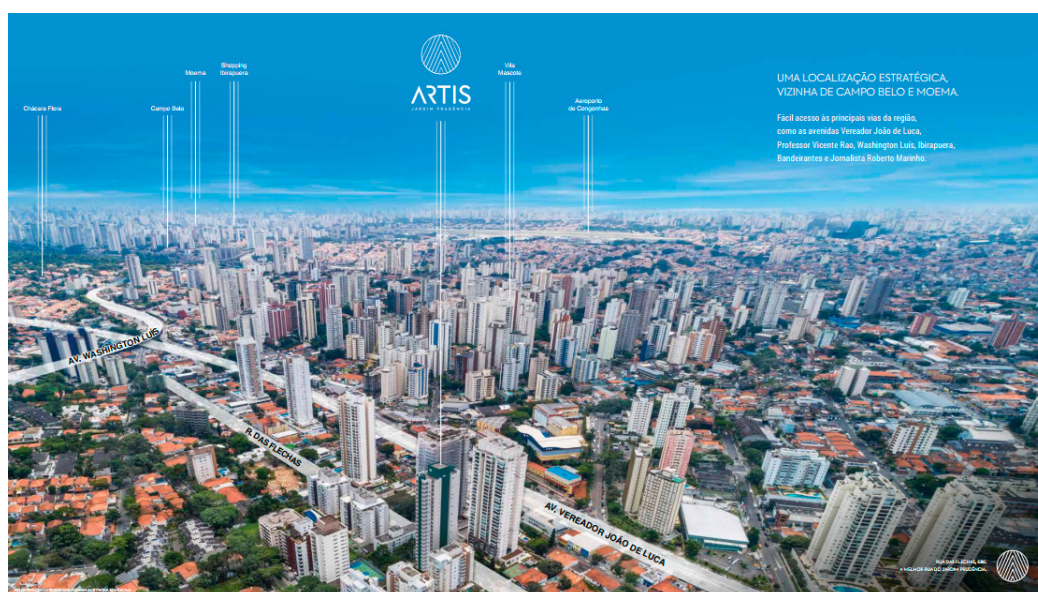 ARTIS
JARDIM PRUDÊNCIA
Chácara Flora
Campo Belo
Moema
Shopping
Ibirapuera
Vila
Mascote
Aeroporto
de Congonhas
UMA LOCALIZAÇÃO ESTRATÉGICA,
VIZINHA DE CAMPO BELO E MOEMA.
Fácil acesso às principais vias da região,
como as avenidas Vereador João de Luca,
Professor Vicente Rao, Washington Luís, Ibirapuera,
Bandeirantes e Jornalista Roberto Marinho.
AV. WASHINGTON LUÍS
R. DAS FLECHAS
AV. VEREADOR JOÃO DE LUCA
RUA DAS FLECHAS,
A MELHOR RUA DO JARDIM PRUDÊNCIA.